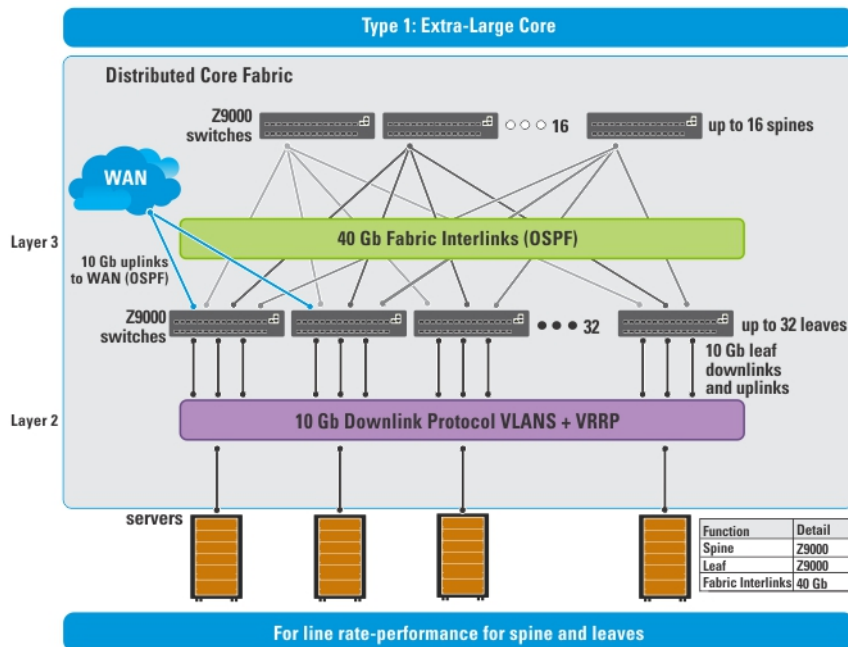 Type 1: Extra-Large Core
Distributed Core Fabric
Z9000
switches
16
up to 16 spines
WAN
Layer 3
40 Gb Fabric Interlinks (OSPF)
10 Gb uplinks
to WAN (OSPF)
Z9000
switches
32
up to 32 leaves
10 Gb leaf
downlinks
and uplinks
Layer 2
10 Gb Downlink Protocol VLANS + VRRP
servers
Function Detail
Spine Z9000
Leaf Z9000
Fabric Interlinks 40 Gb
For line rate-performance for spine and leaves